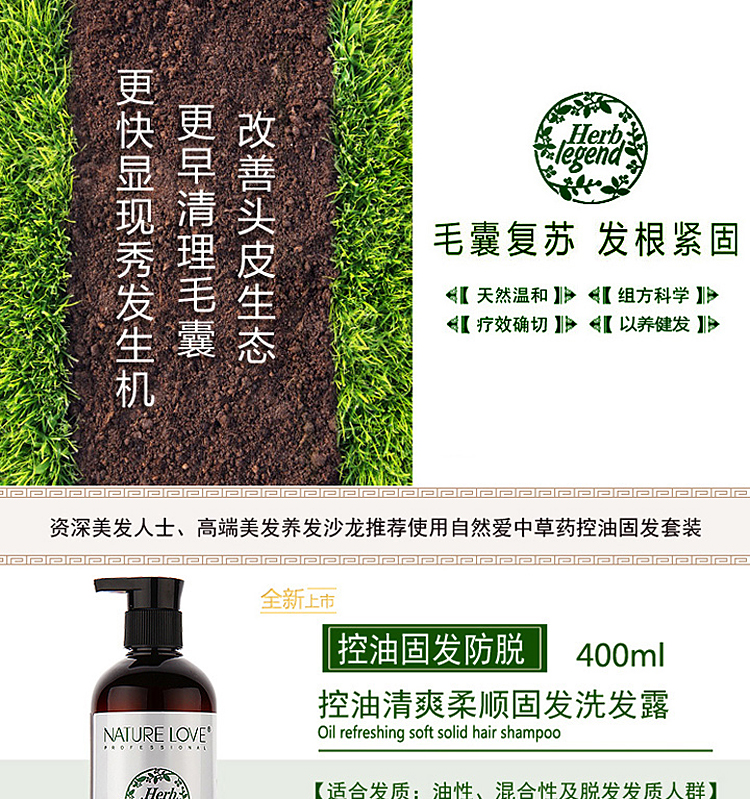 改善头皮生态
更早清理毛囊
更快显现秀发生机
Herb
legend
毛囊复苏 发根紧固
【天然温和】 【组方科学】
【疗效确切】 【以养健发】
资深美发人士、高端美发养发沙龙推荐使用自然爱中草药控油固发套装
全新上市
控油固发防脱 400ml
控油清爽柔顺固发洗发露
Oil refreshing soft solid hair shampoo
NATURE LOVE®
PROFESSIONAL
Herb
【适合发质：油性、混合性及脱发发质人群】